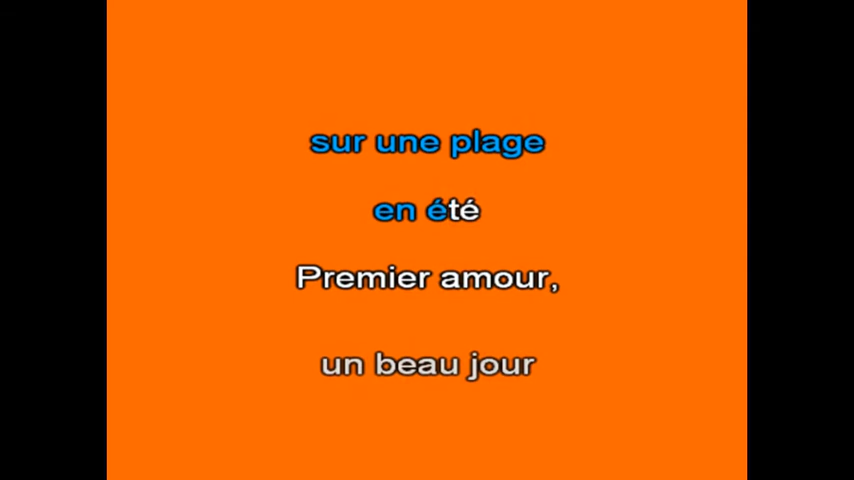 sur une plage
en été
Premier amour,
un beau jour